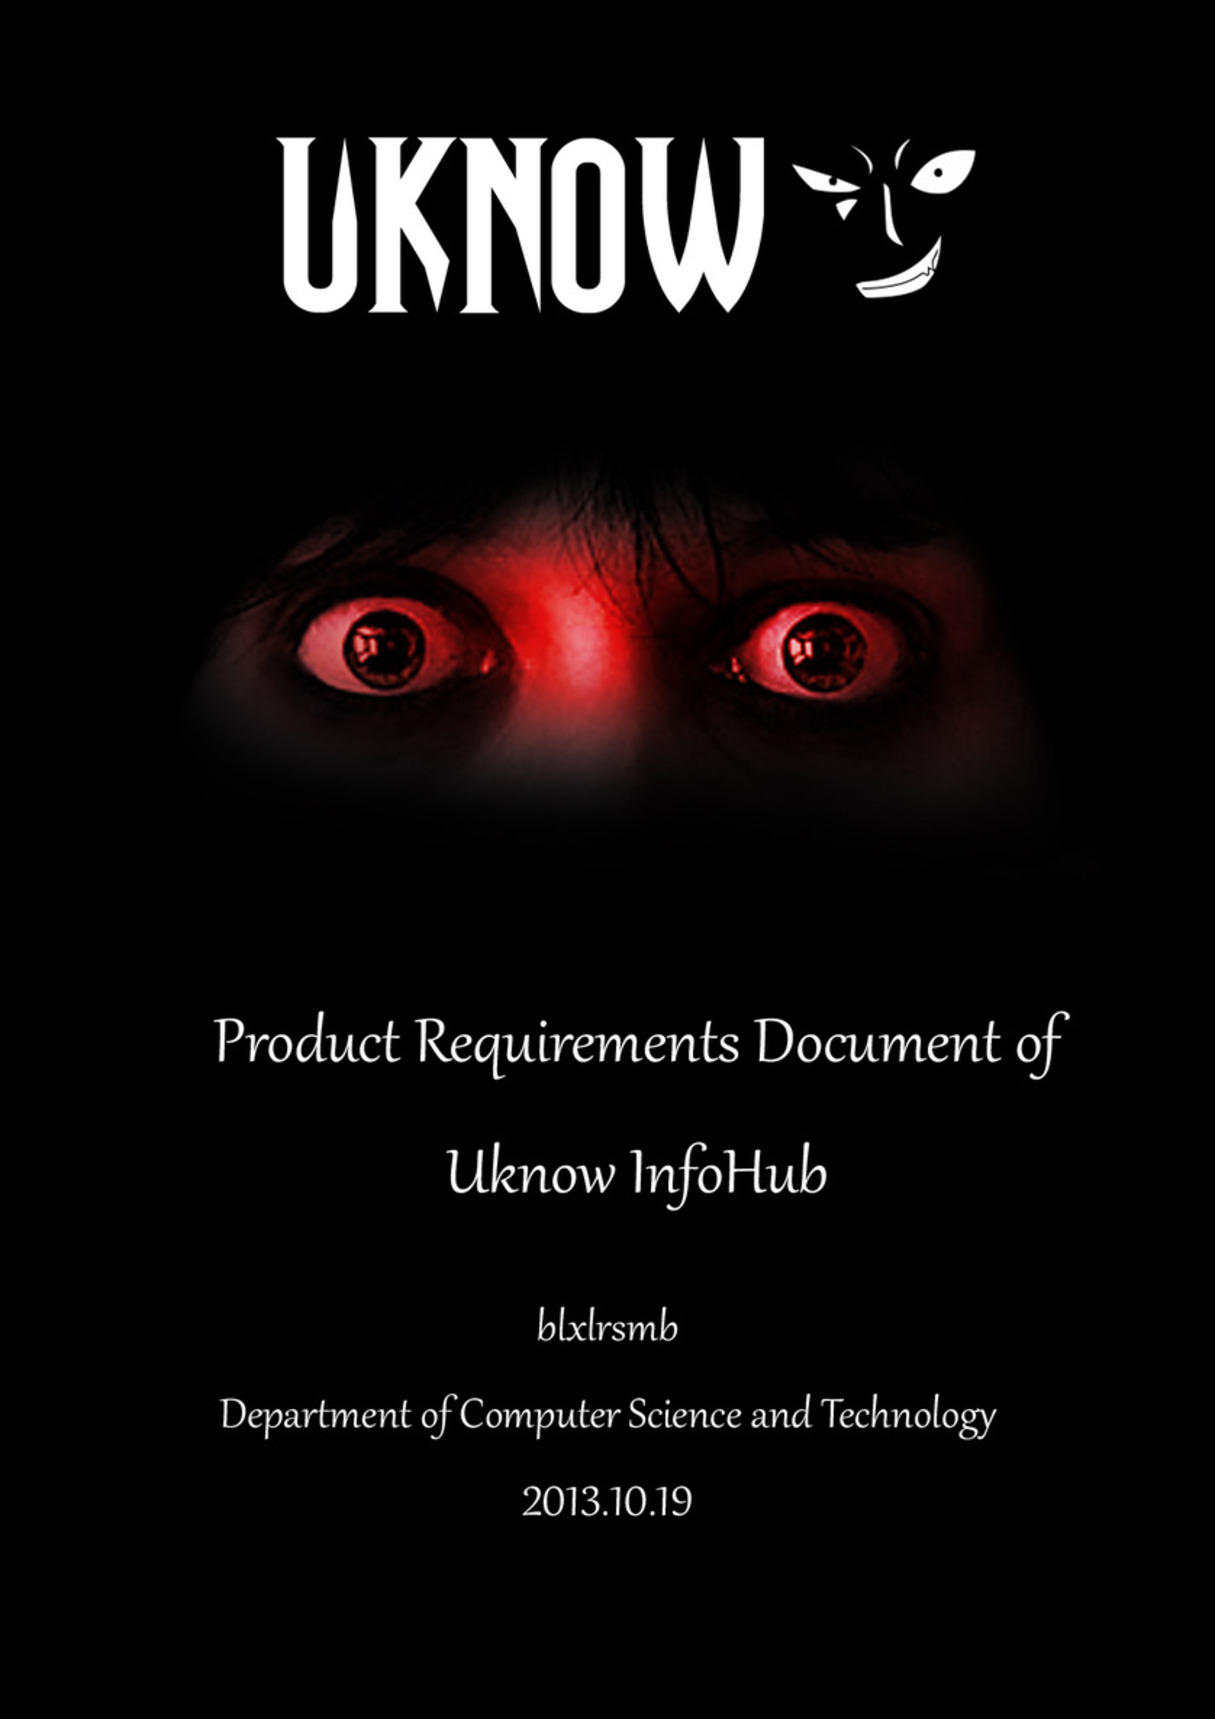 UKNOW
Product Requirements Document of
Uknow InfoHub
blxlrsmb
Department of Computer Science and Technology
2013.10.19